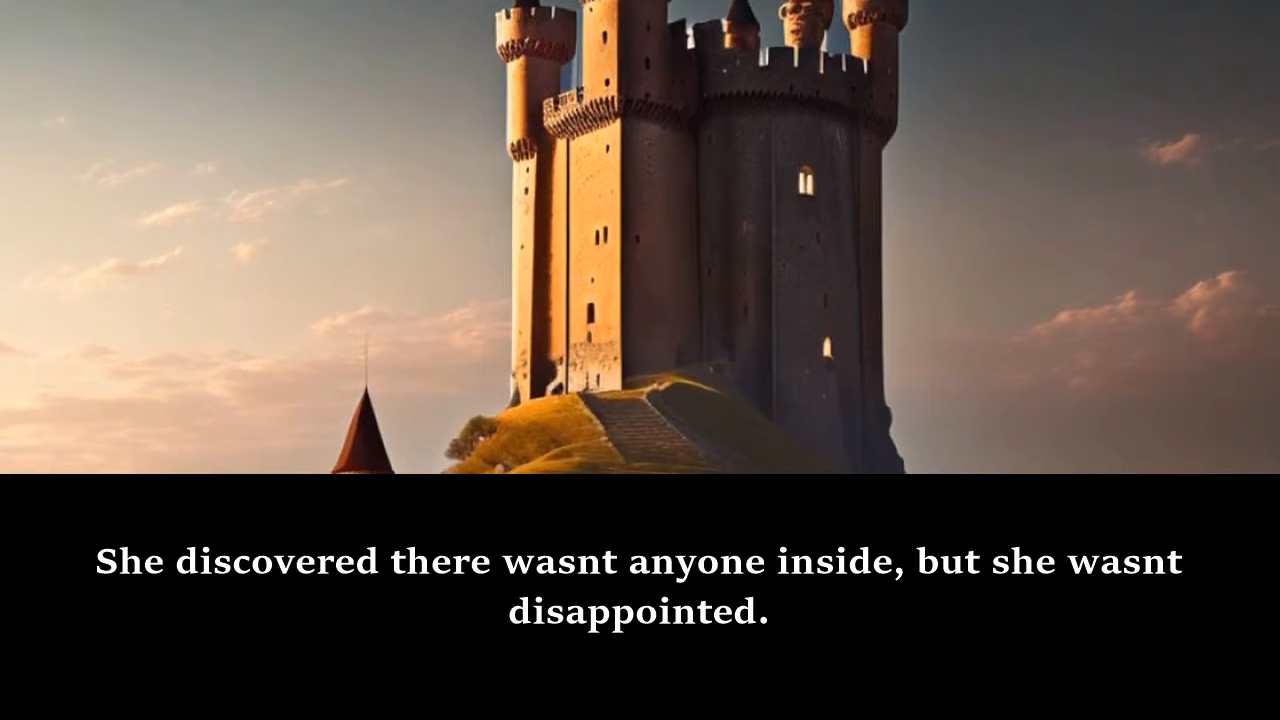 She discovered there wasnt anyone inside, but she wasnt
disappointed.